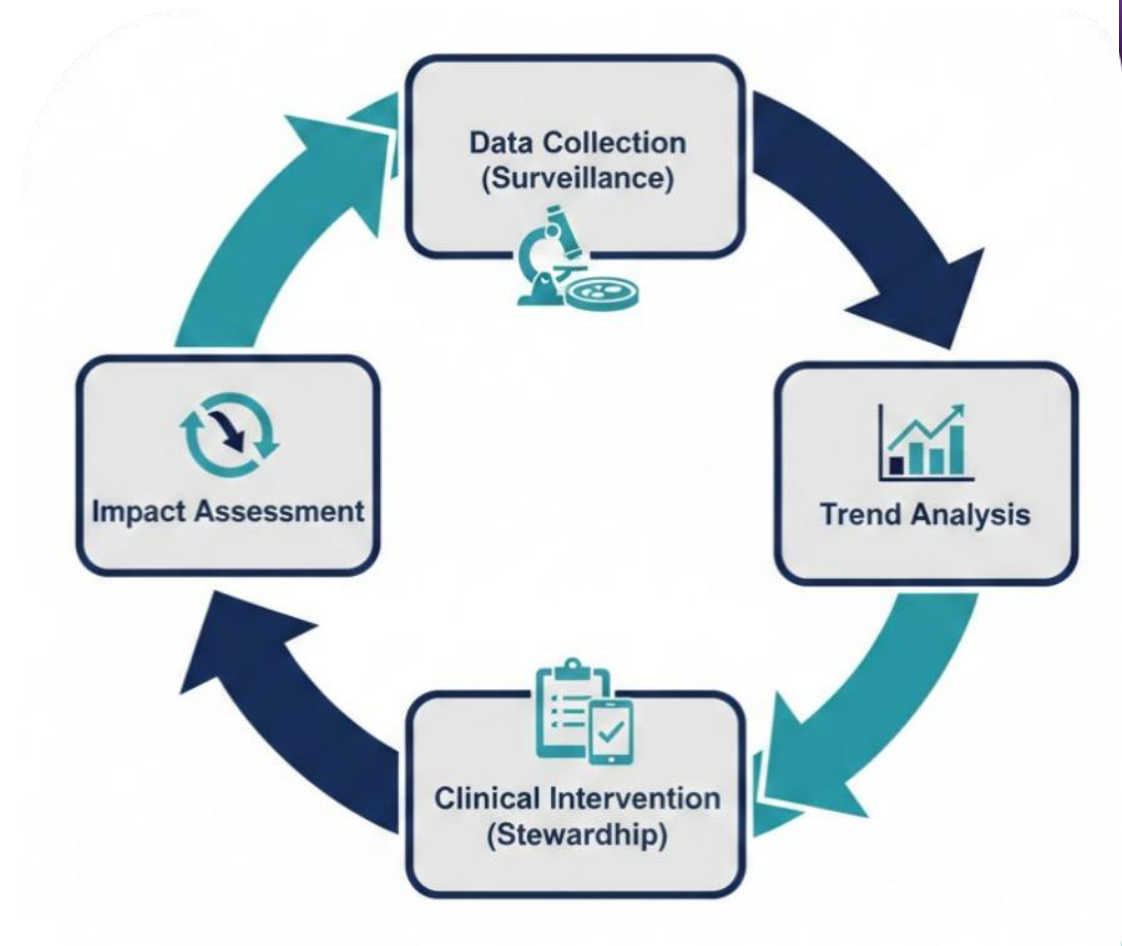 Data Collection
(Surveillance)
Impact Assessment
Trend Analysis
Clinical Intervention
(Stewardhip)